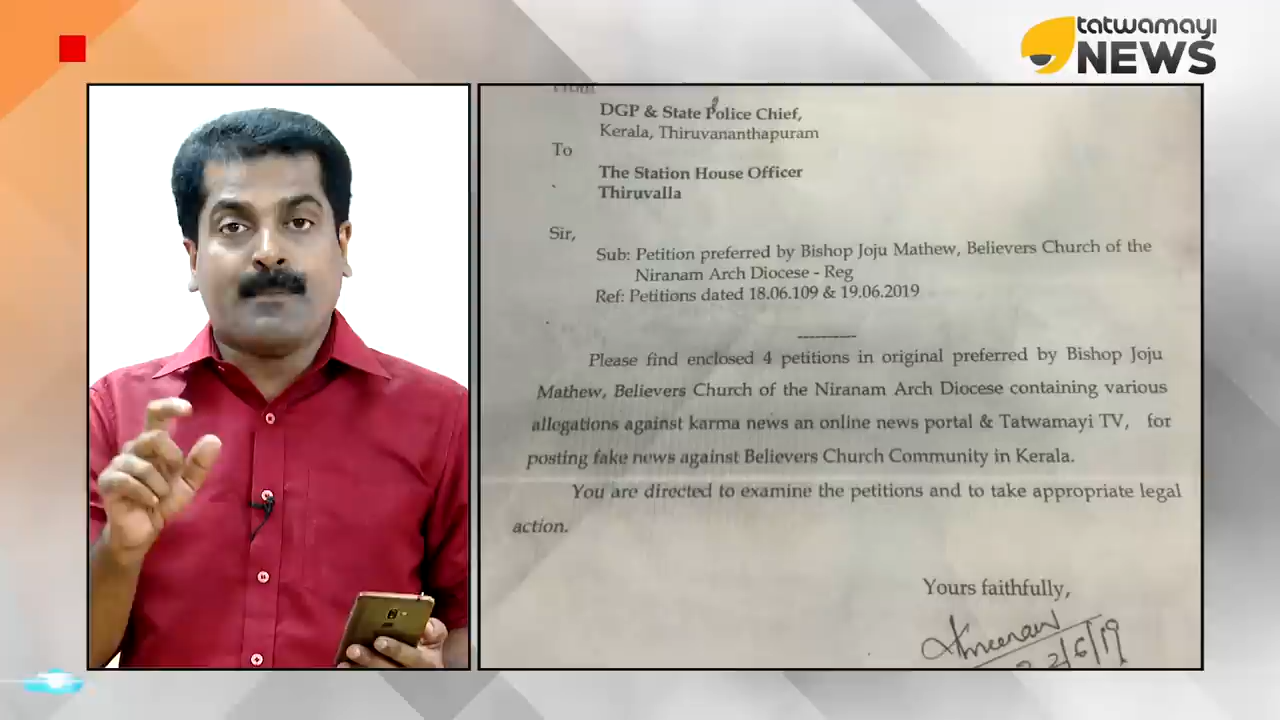 tatwamayi
NEWS
From
DGP & State Police Chief,
Kerala, Thiruvananthapuram
To
The Station House Officer
Thiruvalla
Sir,
Sub: Petition preferred by Bishop Joju Mathew, Believers Church of the
Niranam Arch Diocese - Reg
Ref: Petitions dated 18.06.109 & 19.06.2019
Please find enclosed 4 petitions in original preferred by Bishop Joju
Mathew, Believers Church of the Niranam Arch Diocese containing various
allegations against karma news an online news portal & Tatwamayi TV, for
posting fake news against Believers Church Community in Kerala.
You are directed to examine the petitions and to take appropriate legal
action.
Yours faithfully,
2/6/19